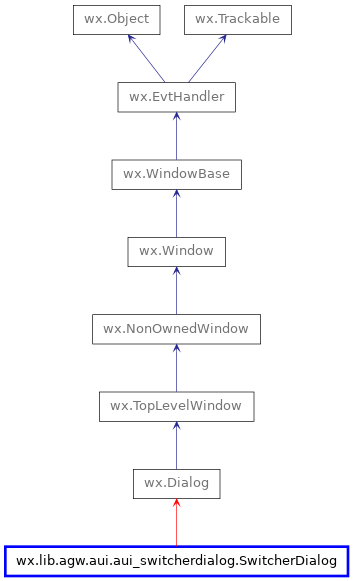 wx.Object
wx.Trackable
wx.EvtHandler
wx.WindowBase
wx.Window
wx.NonOwnedWindow
wx.TopLevelWindow
wx.Dialog
wx.lib.agw.aui.aui_switcherdialog.SwitcherDialog